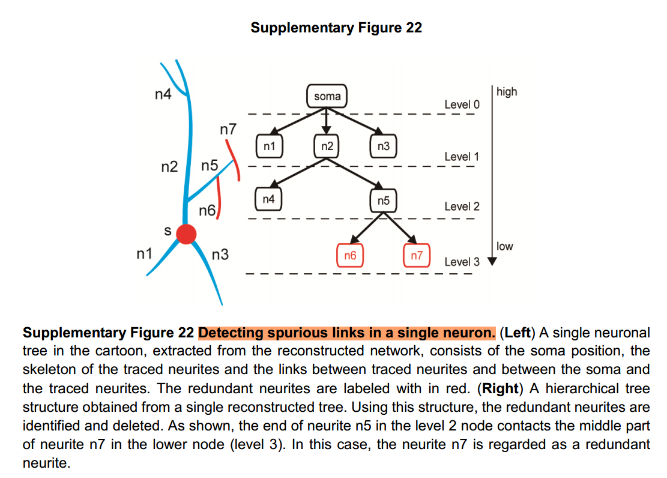 Supplementary Figure 22
n4
n7
n2
n5
n6
s
n1
n3
soma
Level 0
high
n1
n2
n3
Level 1
n4
n5
Level 2
n6
n7
Level 3
low
Supplementary Figure 22 Detecting spurious links in a single neuron. (Left) A single neuronal
tree in the cartoon, extracted from the reconstructed network, consists of the soma position, the
skeleton of the traced neurites and the links between traced neurites and between the soma and
the traced neurites. The redundant neurites are labeled with in red. (Right) A hierarchical tree
structure obtained from a single reconstructed tree. Using this structure, the redundant neurites are
identified and deleted. As shown, the end of neurite n5 in the level 2 node contacts the middle part
of neurite n7 in the lower node (level 3). In this case, the neurite n7 is regarded as a redundant
neurite.